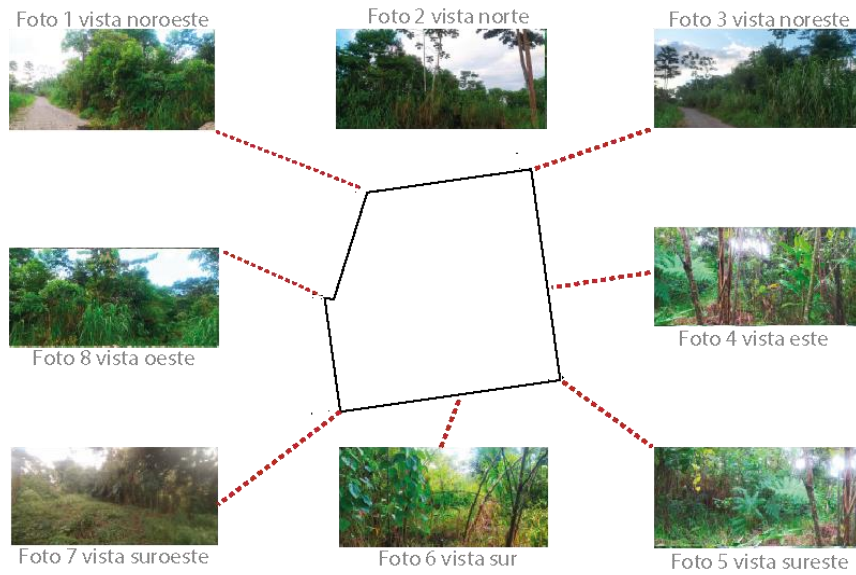 Foto 1 vista noroeste
Foto 2 vista norte
Foto 3 vista noreste
Foto 8 vista oeste
Foto 4 vista este
Foto 7 vista suroeste
Foto 6 vista sur
Foto 5 vista sureste